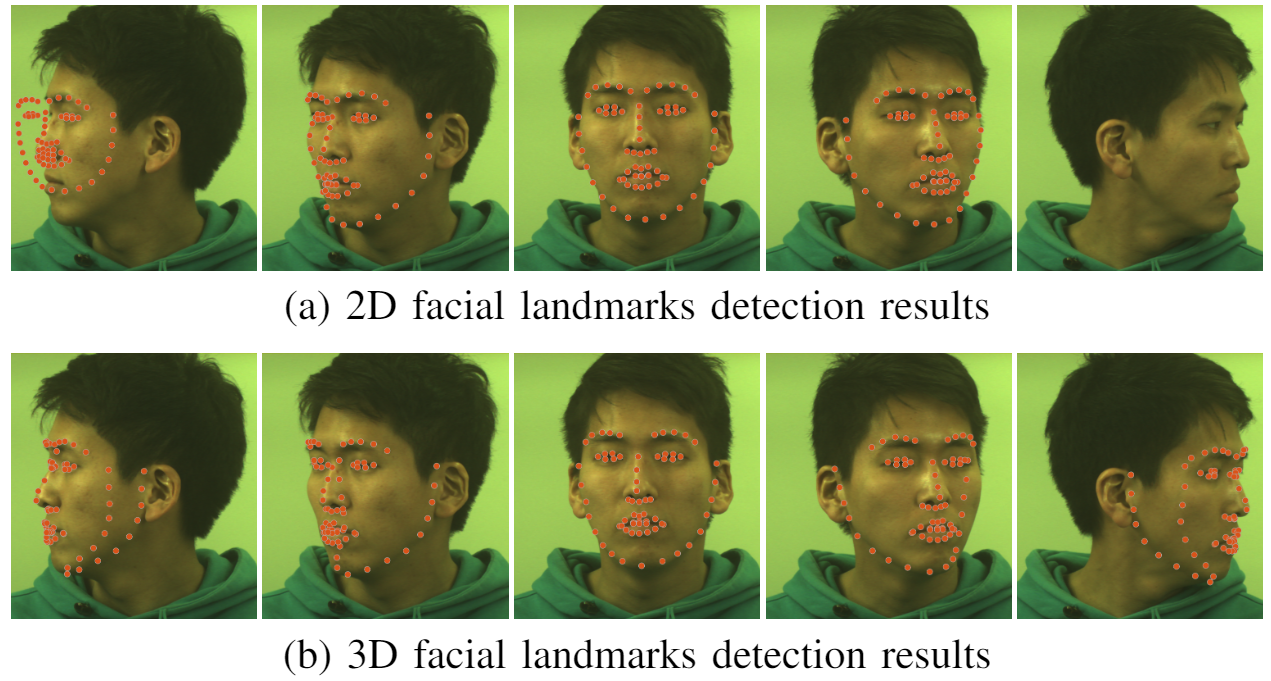 (a) 2D facial landmarks detection results
(b) 3D facial landmarks detection results